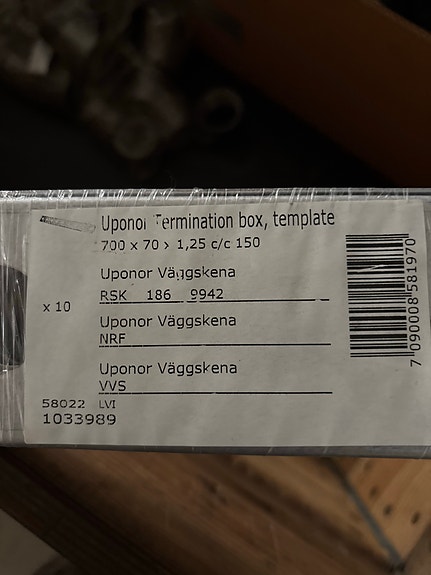 Uponor Termination box, template
700 x 70 x 1,25 c/c 150
Uponor Väggskena
RSK 186 9942
x 10
Uponor Väggskena
NRF
Uponor Väggskena
VVS
58022 LVI
1033989
7 090008 581970